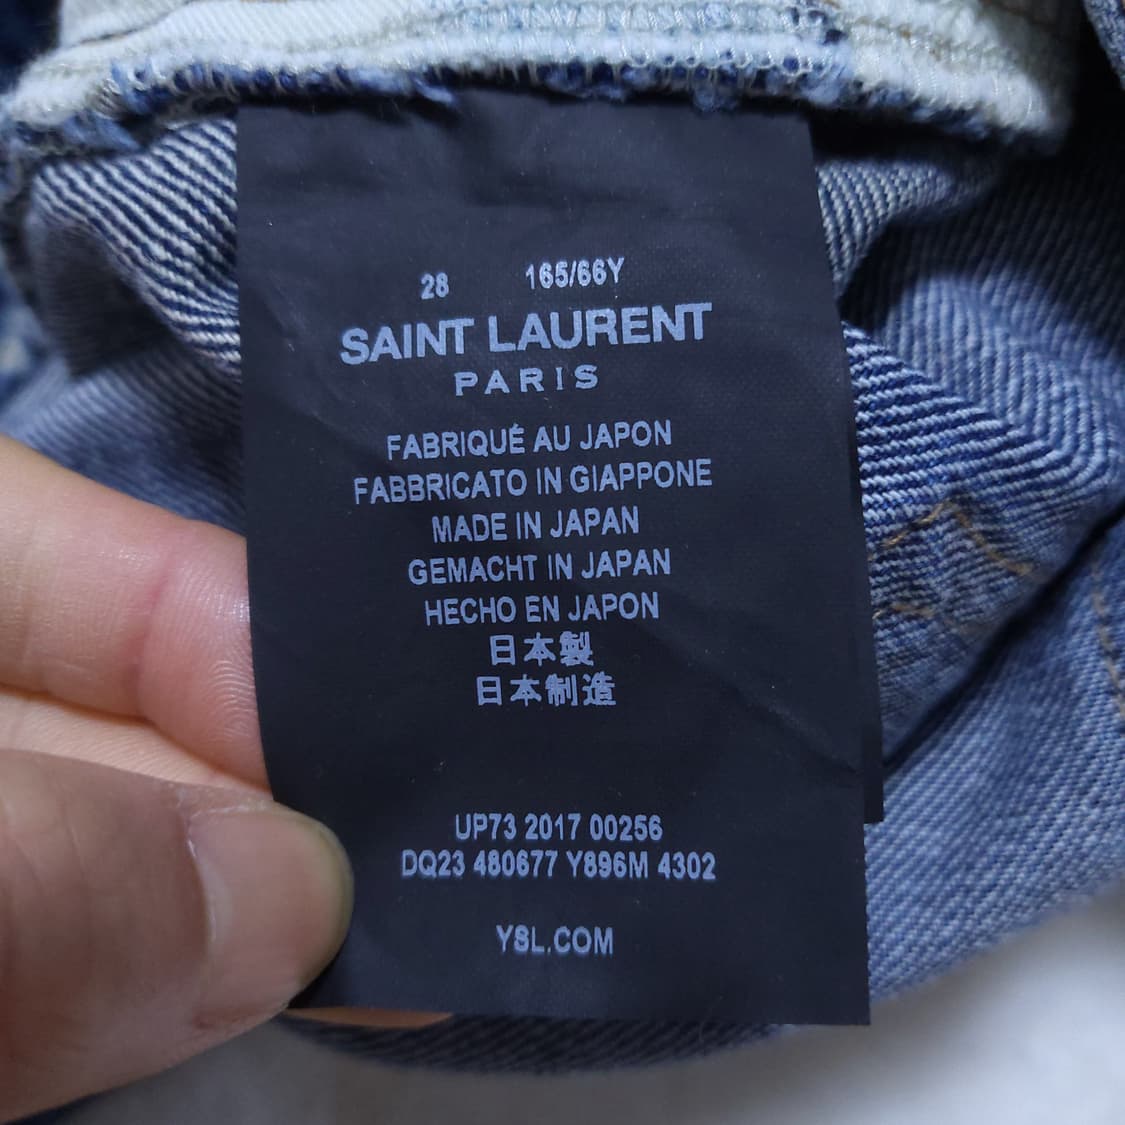 28 165/66Y
SAINT LAURENT
PARIS
FABRIQUÉ AU JAPON
FABBRICATO IN GIAPPONE
MADE IN JAPAN
GEMACHT IN JAPAN
HECHO EN JAPON
日本製
日本制造
UP73 2017 00256
DQ23 480677 Y896M 4302
YSL.COM